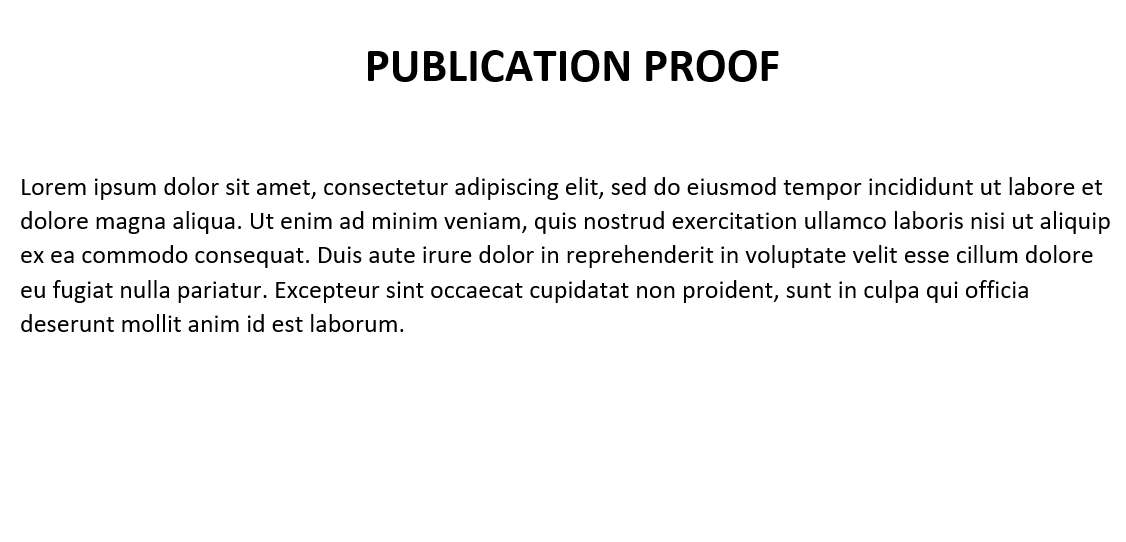 PUBLICATION PROOF
Lorem ipsum dolor sit amet, consectetur adipiscing elit, sed do eiusmod tempor incididunt ut labore et
dolore magna aliqua. Ut enim ad minim veniam, quis nostrud exercitation ullamco laboris nisi ut aliquip
ex ea commodo consequat. Duis aute irure dolor in reprehenderit in voluptate velit esse cillum dolore
eu fugiat nulla pariatur. Excepteur sint occaecat cupidatat non proident, sunt in culpa qui officia
deserunt mollit anim id est laborum.